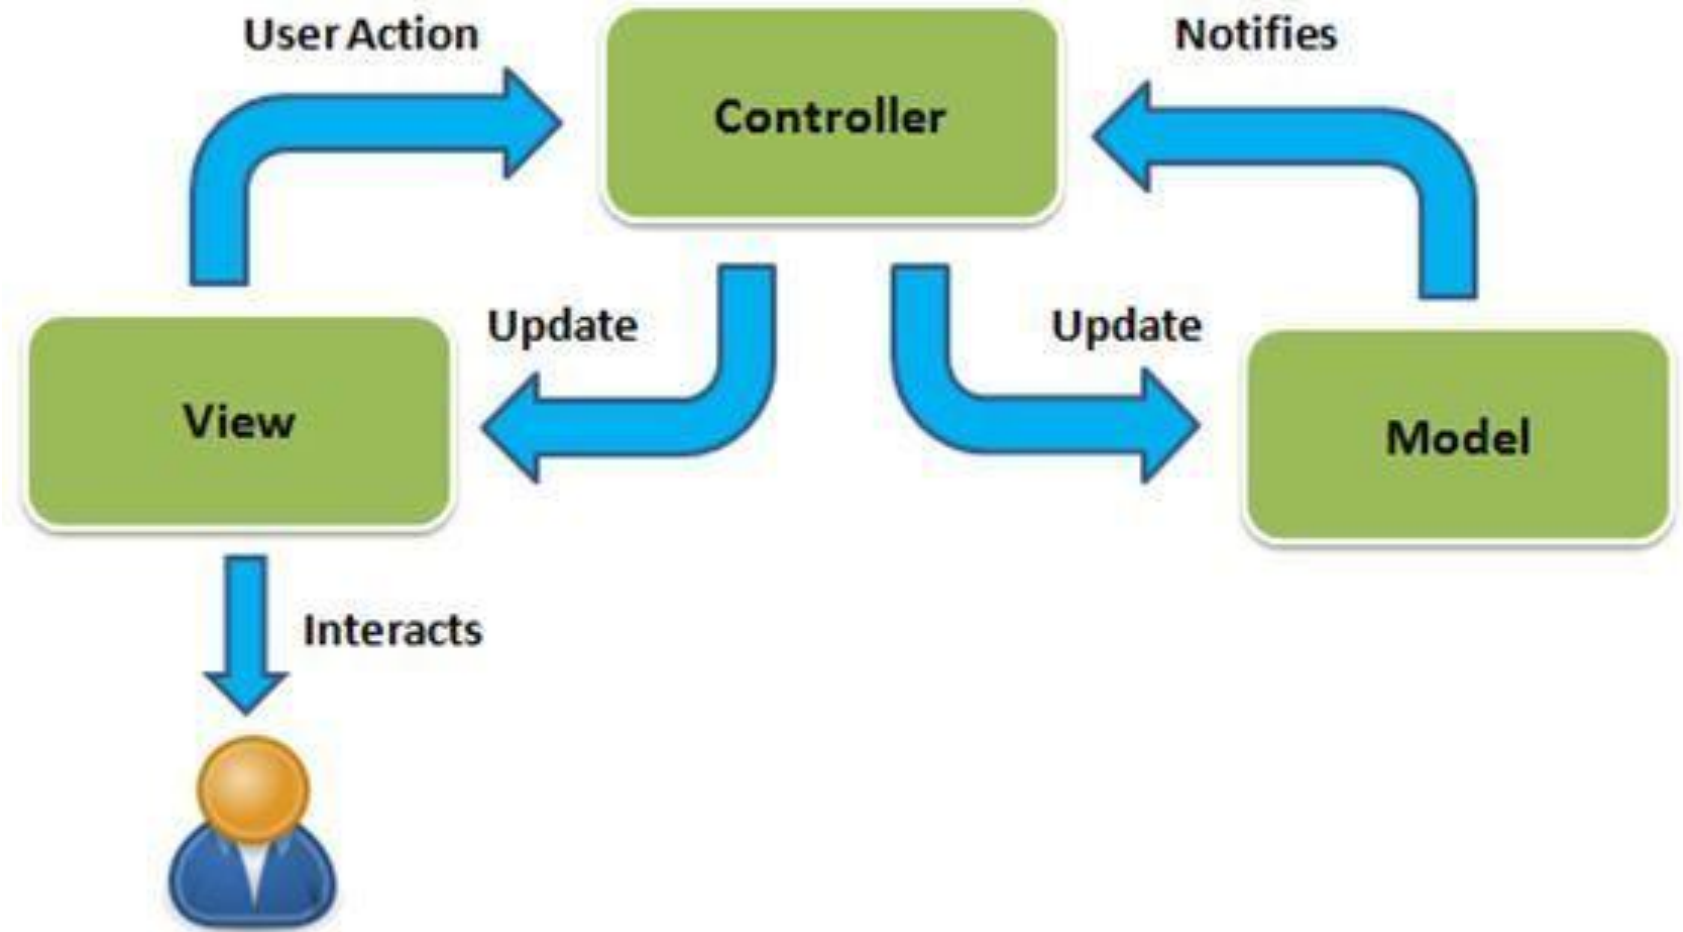 User Action
Controller
Notifies
Update
Update
View
Model
Interacts